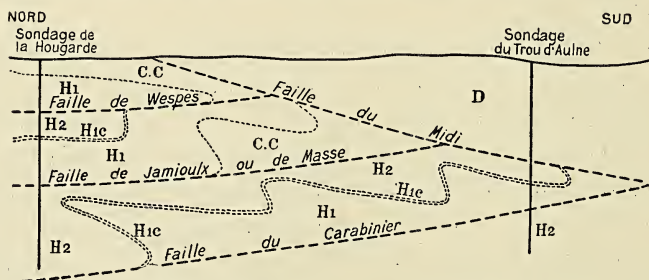 NORD
SUD
Sondage de
la Hougarde
Sondage
du Trou d'Aulne
C.C
H1
Faille de Wespes
Faille du Midi
D
H2
H1c
H1
C.C
Faille de Jamioulx ou de Masse
H2
H1c
H1
H2
H1c
Faille du Carabinier
H2